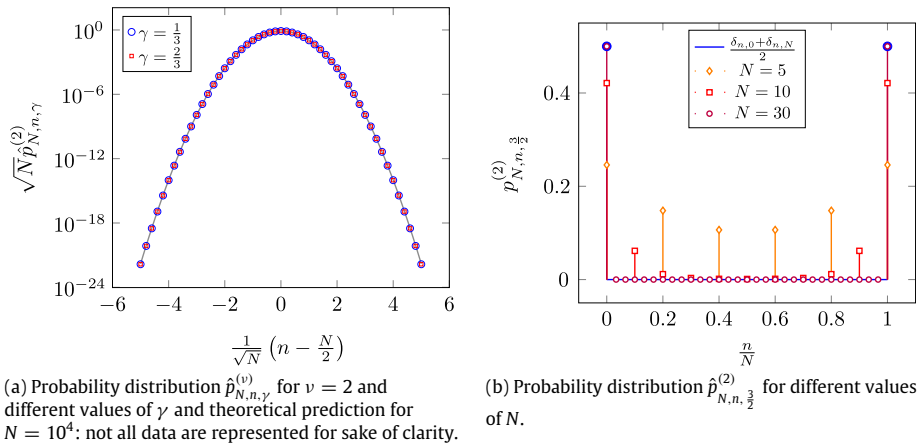 10^0
10^{-6}
10^{-12}
10^{-18}
10^{-24}
√N p̂^{(2)}_{N,n,γ}
γ = 1/3
γ = 2/3
−6 −4 −2 0 2 4 6
1/√N (n − N/2)
(a) Probability distribution p̂^{(ν)}_{N,n,γ} for ν = 2 and
different values of γ and theoretical prediction for
N = 10^4: not all data are represented for sake of clarity.
0.4
0.2
0
p^{(2)}_{N,n,3/2}
(δ_{n,0}+δ_{n,N})/2
N = 5
N = 10
N = 30
0 0.2 0.4 0.6 0.8 1
n/N
(b) Probability distribution p̂^{(2)}_{N,n,3/2} for different values
of N.